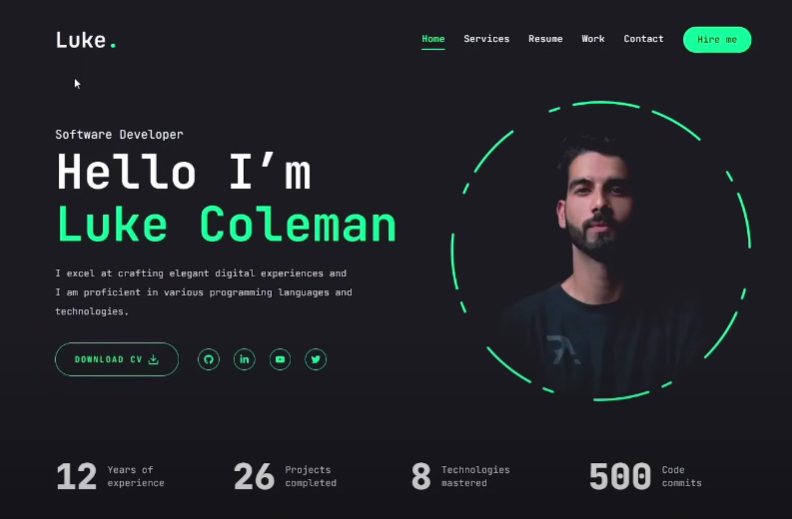 Luke.
Home Services Resume Work Contact Hire me
Software Developer
Hello I’m
Luke Coleman
I excel at crafting elegant digital experiences and
I am proficient in various programming languages and
technologies.
DOWNLOAD CV
in
12 Years of
experience
26 Projects
completed
8 Technologies
mastered
500 Code
commits